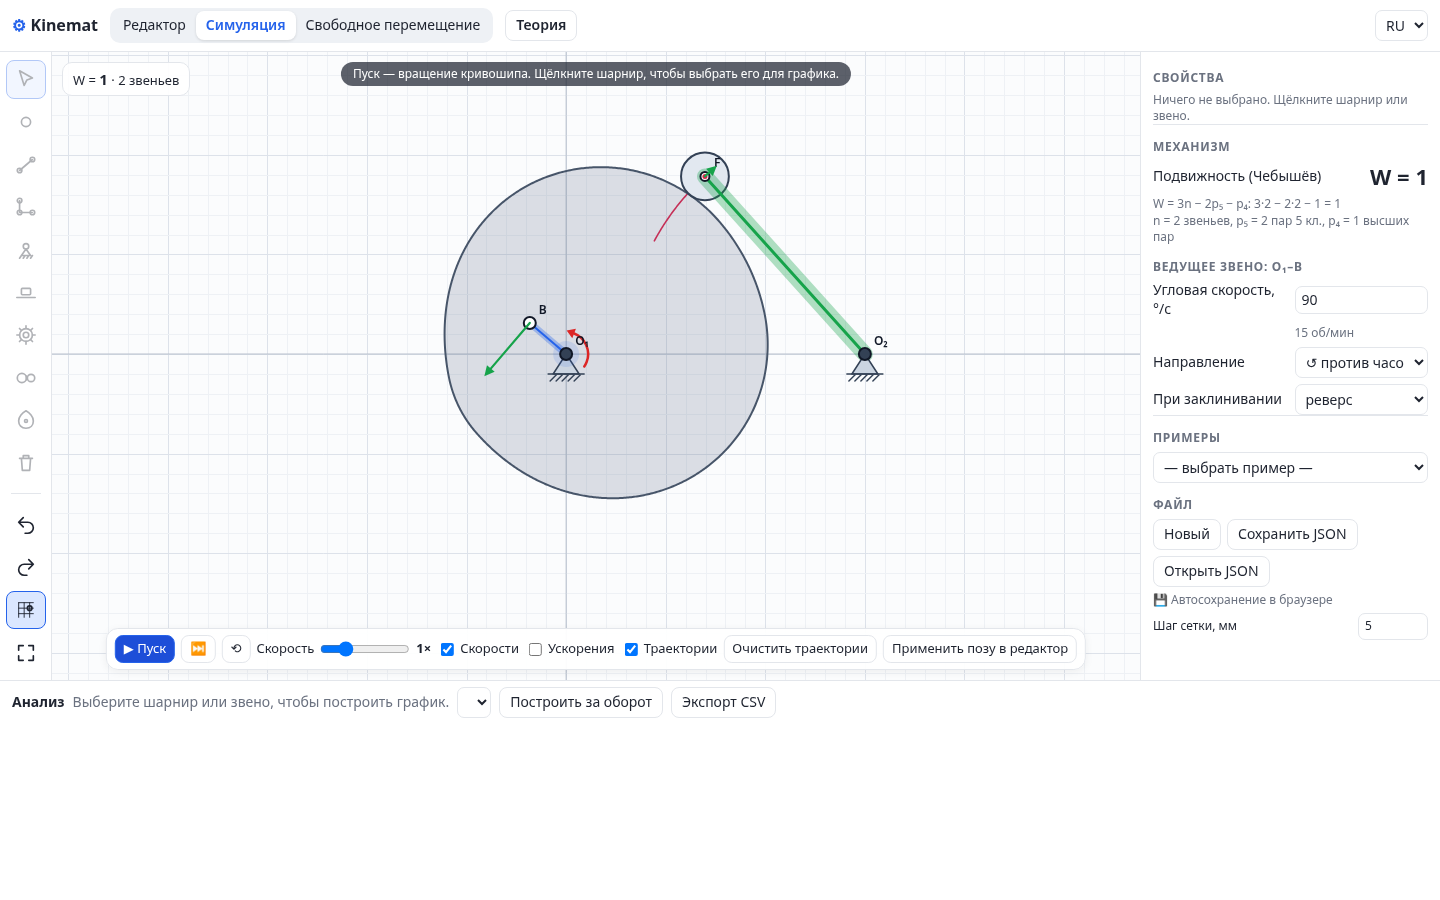 Kinemat
Редактор
Симуляция
Свободное перемещение
Теория
RU
W = 1 · 2 звеньев
Пуск — вращение кривошипа. Щёлкните шарнир, чтобы выбрать его для графика.
F
B
O₁
O₂
▶ Пуск
Скорость
1×
Скорости
Ускорения
Траектории
Очистить траектории
Применить позу в редактор
СВОЙСТВА
Ничего не выбрано. Щёлкните шарнир или
звено.
МЕХАНИЗМ
Подвижность (Чебышёв)
W = 1
W = 3n − 2p₅ − p₄: 3·2 − 2·2 − 1 = 1
n = 2 звеньев, p₅ = 2 пар 5 кл., p₄ = 1 высших
пар
ВЕДУЩЕЕ ЗВЕНО: O₁–B
Угловая скорость,
°/с
90
15 об/мин
Направление
↺ против часо
При заклинивании
реверс
ПРИМЕРЫ
— выбрать пример —
ФАЙЛ
Новый
Сохранить JSON
Открыть JSON
💾 Автосохранение в браузере
Шаг сетки, мм
5
Анализ
Выберите шарнир или звено, чтобы построить график.
Построить за оборот
Экспорт CSV